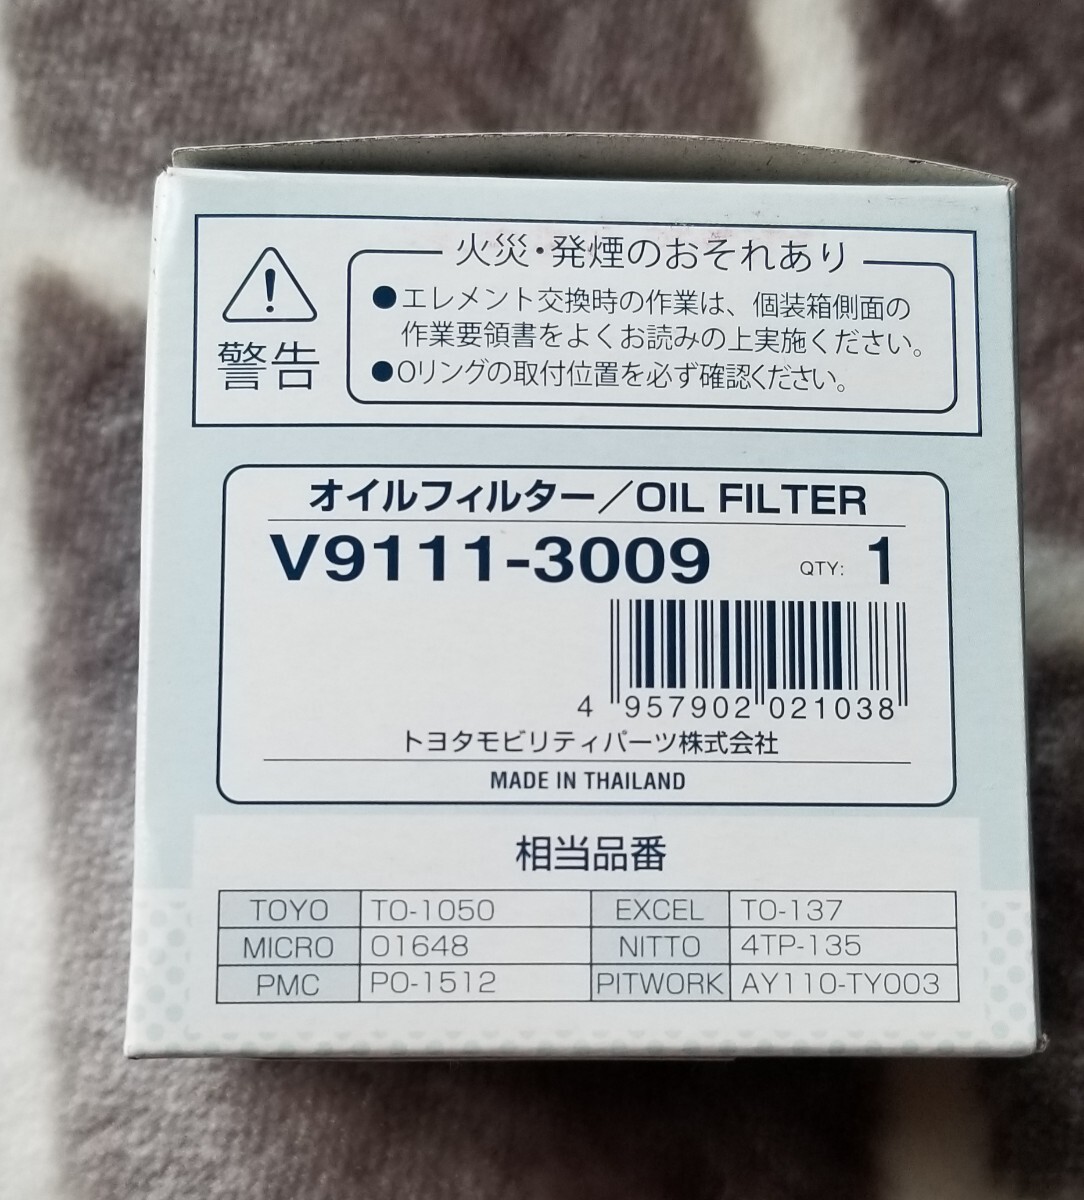 火災・発煙のおそれあり
警告
●エレメント交換時の作業は、個装箱側面の
作業要領書をよくお読みの上実施ください。
●Oリングの取付位置を必ず確認ください。
オイルフィルター/OIL FILTER
V9111-3009 QTY: 1
4 957902 021038
トヨタモビリティパーツ株式会社
MADE IN THAILAND
相当品番
TOYO TO-1050 EXCEL TO-137
MICRO 01648 NITTO 4TP-135
PMC PO-1512 PITWORK AY110-TY003